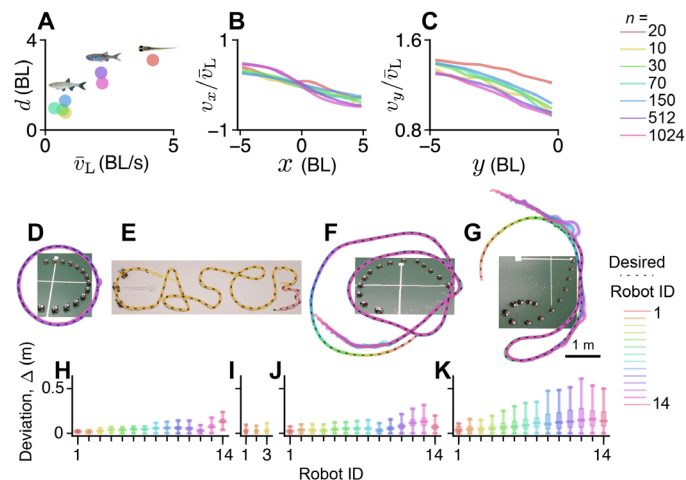 A
B
C
n =
4
d (BL)
0
0
5
v̄L (BL/s)
1
vx/v̄L
-1
-5
0
5
x (BL)
1.6
vy/v̄L
0.8
-5
0
y (BL)
20
10
30
70
150
512
1024
D
E
F
G
1 m
Desired
Robot ID
1
14
H
I
J
K
Deviation, Δ (m)
0.5
0
1
14
1
3
1
14
1
14
Robot ID